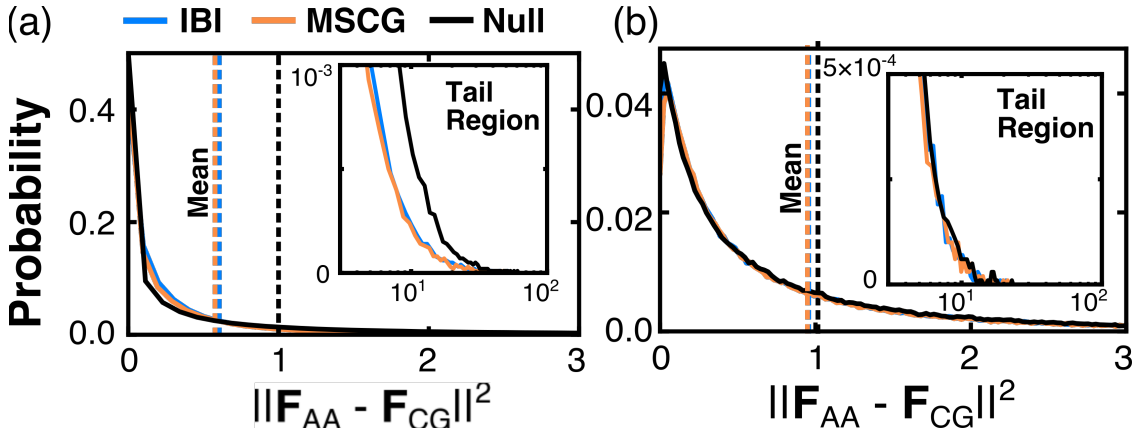 (a) IBI MSCG Null (b)
Probability
0.4
0.2
0.0
0 1 2 3
Mean
10^-3
0
10^1 10^2
Tail
Region
||F_AA - F_CG||^2
0.04
0.02
0.0
0 1 2 3
Mean
5×10^-4
0
10^1 10^2
Tail
Region
||F_AA - F_CG||^2